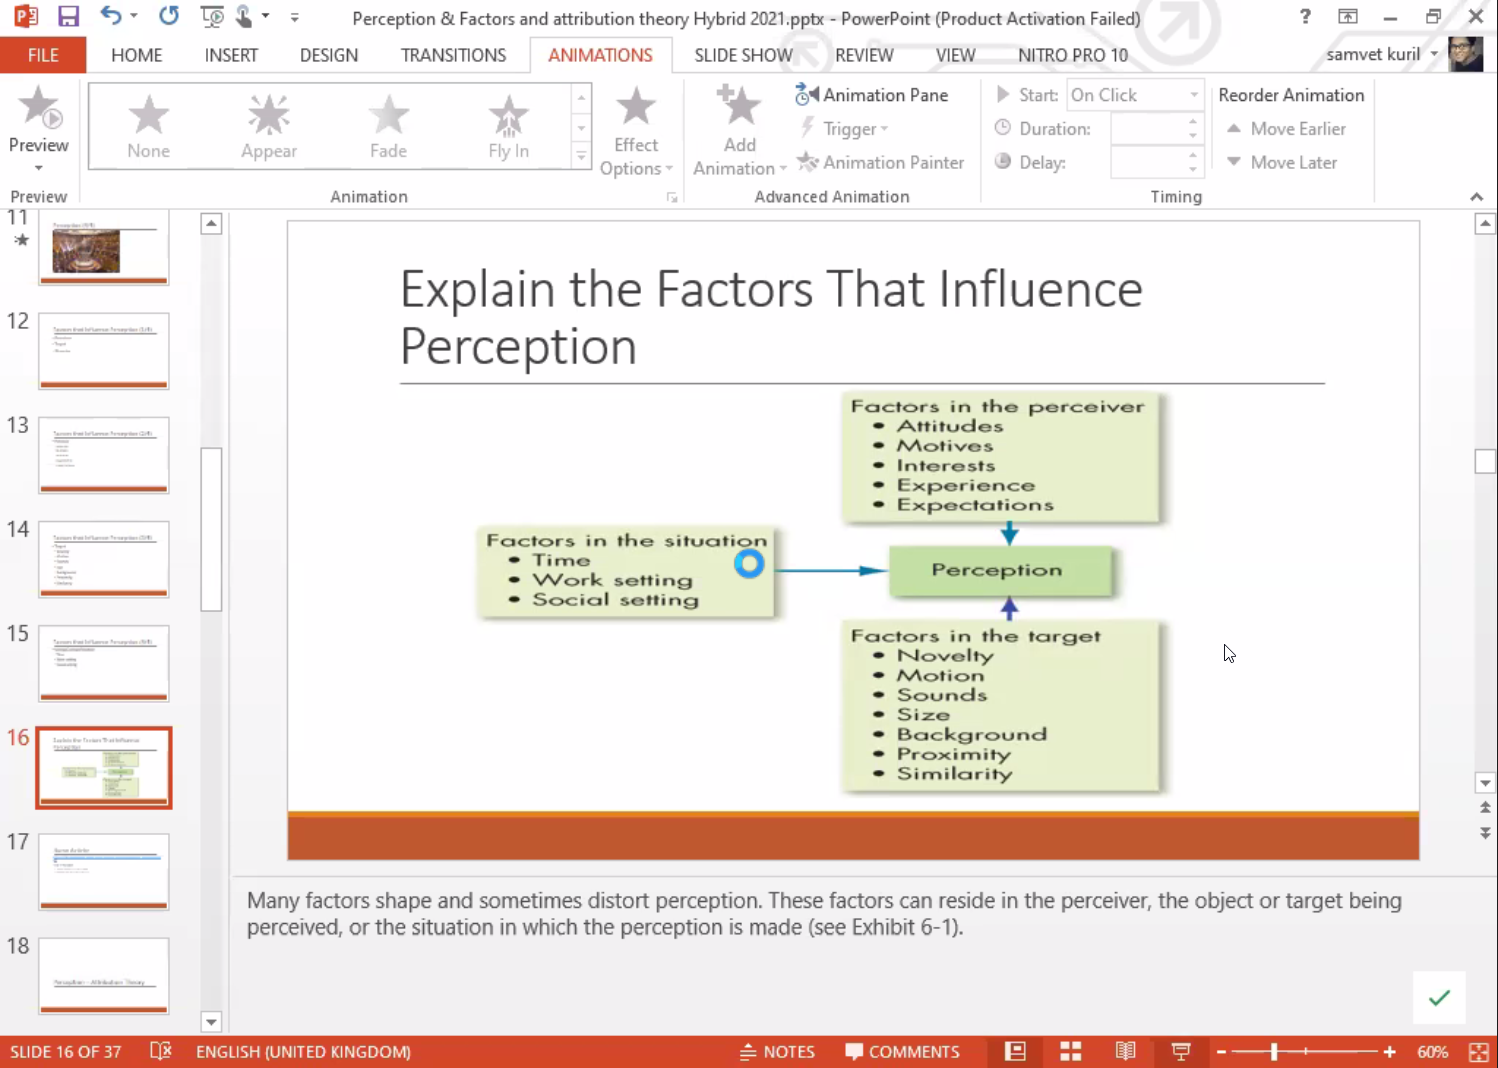 Perception & Factors and attribution theory Hybrid 2021.pptx - PowerPoint (Product Activation Failed)
FILE HOME INSERT DESIGN TRANSITIONS ANIMATIONS SLIDE SHOW REVIEW VIEW NITRO PRO 10 samvet kuril
Preview
None Appear Fade Fly In
Effect Options
Add Animation
Animation Pane
Trigger
Animation Painter
Start: On Click
Duration:
Delay:
Reorder Animation
Move Earlier
Move Later
Preview Animation Advanced Animation Timing
11
12
13
14
15
16
17
18
Perception - Attribution Theory
Explain the Factors That Influence
Perception
Factors in the perceiver
• Attitudes
• Motives
• Interests
• Experience
• Expectations
Factors in the situation
• Time
• Work setting
• Social setting
Perception
Factors in the target
• Novelty
• Motion
• Sounds
• Size
• Background
• Proximity
• Similarity
Many factors shape and sometimes distort perception. These factors can reside in the perceiver, the object or target being
perceived, or the situation in which the perception is made (see Exhibit 6-1).
SLIDE 16 OF 37 ENGLISH (UNITED KINGDOM) NOTES COMMENTS 60%